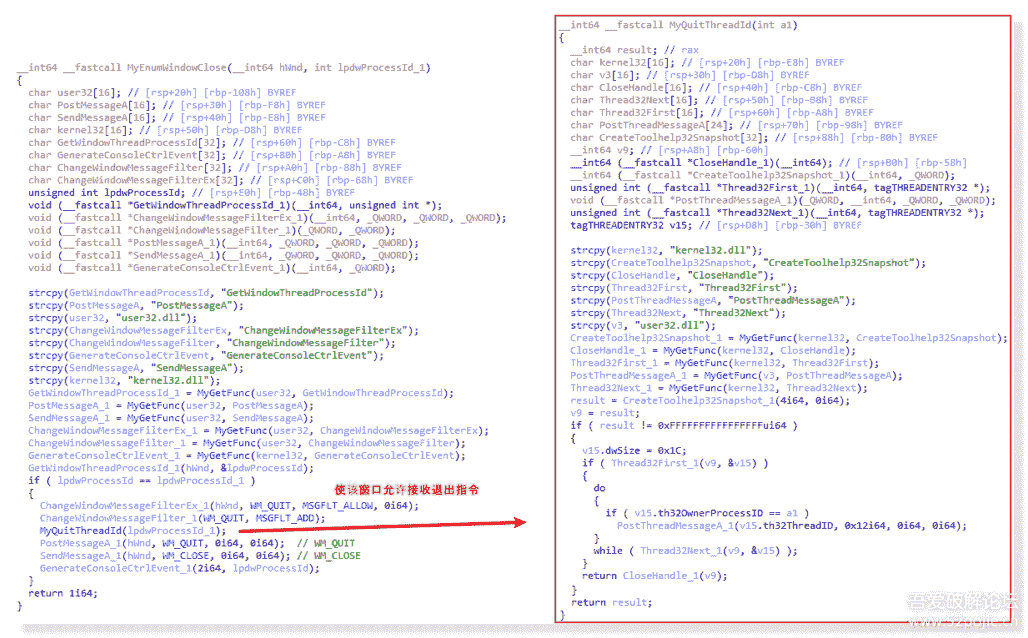 __int64 __fastcall MyEnumWindowClose(__int64 hWnd, int lpdwProcessId_1)
{
char user32[16]; // [rsp+20h] [rbp-108h] BYREF
char PostMessageA[16]; // [rsp+30h] [rbp-F8h] BYREF
char SendMessageA[16]; // [rsp+40h] [rbp-E8h] BYREF
char kernel32[16]; // [rsp+50h] [rbp-D8h] BYREF
char GetWindowThreadProcessId[32]; // [rsp+60h] [rbp-C8h] BYREF
char GenerateConsoleCtrlEvent[32]; // [rsp+80h] [rbp-A8h] BYREF
char ChangeWindowMessageFilter[32]; // [rsp+A0h] [rbp-88h] BYREF
char ChangeWindowMessageFilterEx[32]; // [rsp+C0h] [rbp-68h] BYREF
unsigned int lpdwProcessId; // [rsp+E0h] [rbp-48h] BYREF
void (__fastcall *GetWindowThreadProcessId_1)(__int64, unsigned int *);
void (__fastcall *ChangeWindowMessageFilterEx_1)(__int64, _QWORD, _QWORD, _QWORD);
void (__fastcall *ChangeWindowMessageFilter_1)(_QWORD, _QWORD);
void (__fastcall *PostMessageA_1)(__int64, _QWORD, _QWORD, _QWORD);
void (__fastcall *SendMessageA_1)(__int64, _QWORD, _QWORD, _QWORD);
void (__fastcall *GenerateConsoleCtrlEvent_1)(__int64, _QWORD);
strcpy(GetWindowThreadProcessId, "GetWindowThreadProcessId");
strcpy(PostMessageA, "PostMessageA");
strcpy(user32, "user32.dll");
strcpy(ChangeWindowMessageFilterEx, "ChangeWindowMessageFilterEx");
strcpy(ChangeWindowMessageFilter, "ChangeWindowMessageFilter");
strcpy(GenerateConsoleCtrlEvent, "GenerateConsoleCtrlEvent");
strcpy(SendMessageA, "SendMessageA");
strcpy(kernel32, "kernel32.dll");
GetWindowThreadProcessId_1 = MyGetFunc(user32, GetWindowThreadProcessId);
PostMessageA_1 = MyGetFunc(user32, PostMessageA);
SendMessageA_1 = MyGetFunc(user32, SendMessageA);
ChangeWindowMessageFilterEx_1 = MyGetFunc(user32, ChangeWindowMessageFilterEx);
ChangeWindowMessageFilter_1 = MyGetFunc(user32, ChangeWindowMessageFilter);
GenerateConsoleCtrlEvent_1 = MyGetFunc(kernel32, GenerateConsoleCtrlEvent);
GetWindowThreadProcessId_1(hWnd, &lpdwProcessId);
if ( lpdwProcessId == lpdwProcessId_1 )
{
使该窗口允许接收退出指令
ChangeWindowMessageFilterEx_1(hWnd, WM_QUIT, MSGFLT_ALLOW, 0i64);
ChangeWindowMessageFilter_1(WM_QUIT, MSGFLT_ADD);
MyQuitThreadId(lpdwProcessId_1);
PostMessageA_1(hWnd, WM_QUIT, 0i64, 0i64); // WM_QUIT
SendMessageA_1(hWnd, WM_CLOSE, 0i64, 0i64); // WM_CLOSE
GenerateConsoleCtrlEvent_1(2i64, lpdwProcessId);
}
return 1i64;
}
__int64 __fastcall MyQuitThreadId(int a1)
{
__int64 result; // rax
char kernel32[16]; // [rsp+20h] [rbp-E8h] BYREF
char v3[16]; // [rsp+30h] [rbp-D8h] BYREF
char CloseHandle[16]; // [rsp+40h] [rbp-C8h] BYREF
char Thread32Next[16]; // [rsp+50h] [rbp-B8h] BYREF
char Thread32First[16]; // [rsp+60h] [rbp-A8h] BYREF
char PostThreadMessageA[24]; // [rsp+70h] [rbp-98h] BYREF
char CreateToolhelp32Snapshot[32]; // [rsp+88h] [rbp-80h] BYREF
__int64 v9; // [rsp+A8h] [rbp-60h]
__int64 (__fastcall *CloseHandle_1)(__int64); // [rsp+B0h] [rbp-58h]
__int64 (__fastcall *CreateToolhelp32Snapshot_1)(__int64, _QWORD);
unsigned int (__fastcall *Thread32First_1)(__int64, tagTHREADENTRY32 *);
void (__fastcall *PostThreadMessageA_1)(_QWORD, __int64, _QWORD, _QWORD);
unsigned int (__fastcall *Thread32Next_1)(__int64, tagTHREADENTRY32 *);
tagTHREADENTRY32 v15; // [rsp+D8h] [rbp-30h] BYREF
strcpy(kernel32, "kernel32.dll");
strcpy(CreateToolhelp32Snapshot, "CreateToolhelp32Snapshot");
strcpy(CloseHandle, "CloseHandle");
strcpy(Thread32First, "Thread32First");
strcpy(PostThreadMessageA, "PostThreadMessageA");
strcpy(Thread32Next, "Thread32Next");
strcpy(v3, "user32.dll");
CreateToolhelp32Snapshot_1 = MyGetFunc(kernel32, CreateToolhelp32Snapshot);
CloseHandle_1 = MyGetFunc(kernel32, CloseHandle);
Thread32First_1 = MyGetFunc(kernel32, Thread32First);
PostThreadMessageA_1 = MyGetFunc(v3, PostThreadMessageA);
Thread32Next_1 = MyGetFunc(kernel32, Thread32Next);
result = CreateToolhelp32Snapshot_1(4i64, 0i64);
v9 = result;
if ( result != 0xFFFFFFFFFFFFFFFFui64 )
{
v15.dwSize = 0x1C;
if ( Thread32First_1(v9, &v15) )
{
do
{
if ( v15.th32OwnerProcessID == a1 )
PostThreadMessageA_1(v15.th32ThreadID, 0x12i64, 0i64, 0i64);
}
while ( Thread32Next_1(v9, &v15) );
}
return CloseHandle_1(v9);
}
return result;
}
吾爱破解论坛
www.52pojie.cn